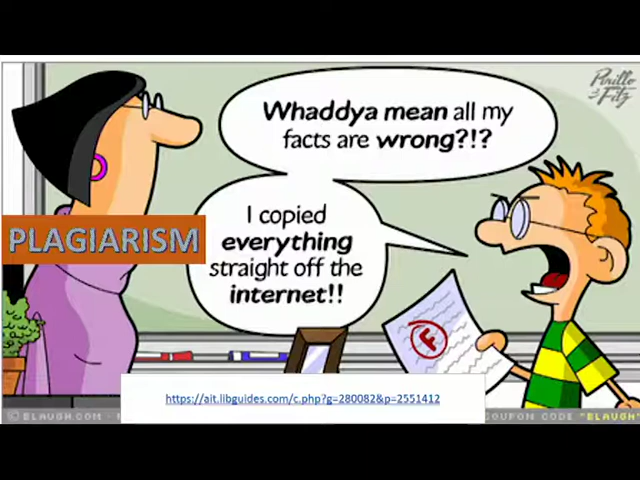 Pirillo
& Fitz
Whaddya mean all my
facts are wrong?!?
I copied
everything
straight off the
internet!!
PLAGIARISM
F
https://ait.libguides.com/c.php?g=280082&p=2551412
© BLAUGH.COM
COUPON CODE "BLAUGH"